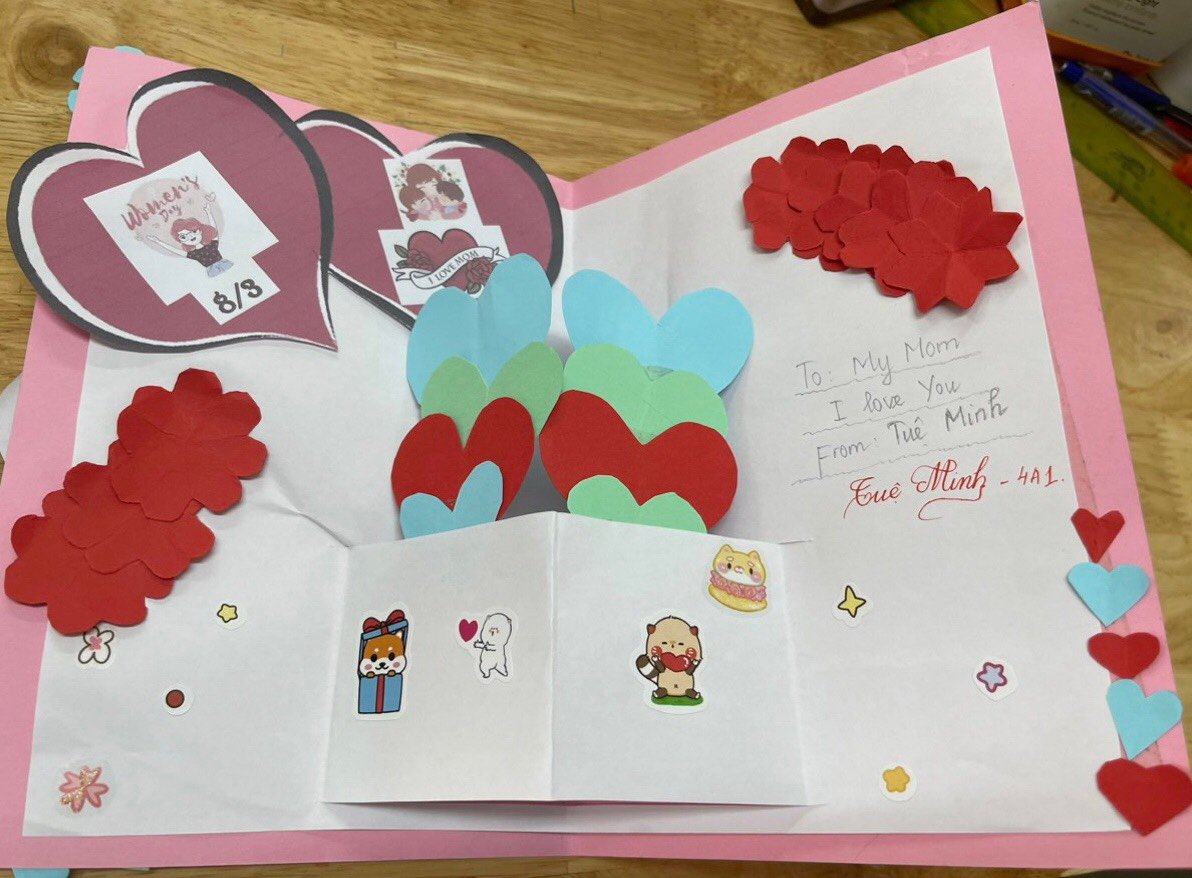 Women's
Day
8/3
I LOVE MOM
To: My Mom
I love You
From: Tuệ Minh
Tuệ Minh - 4A1.